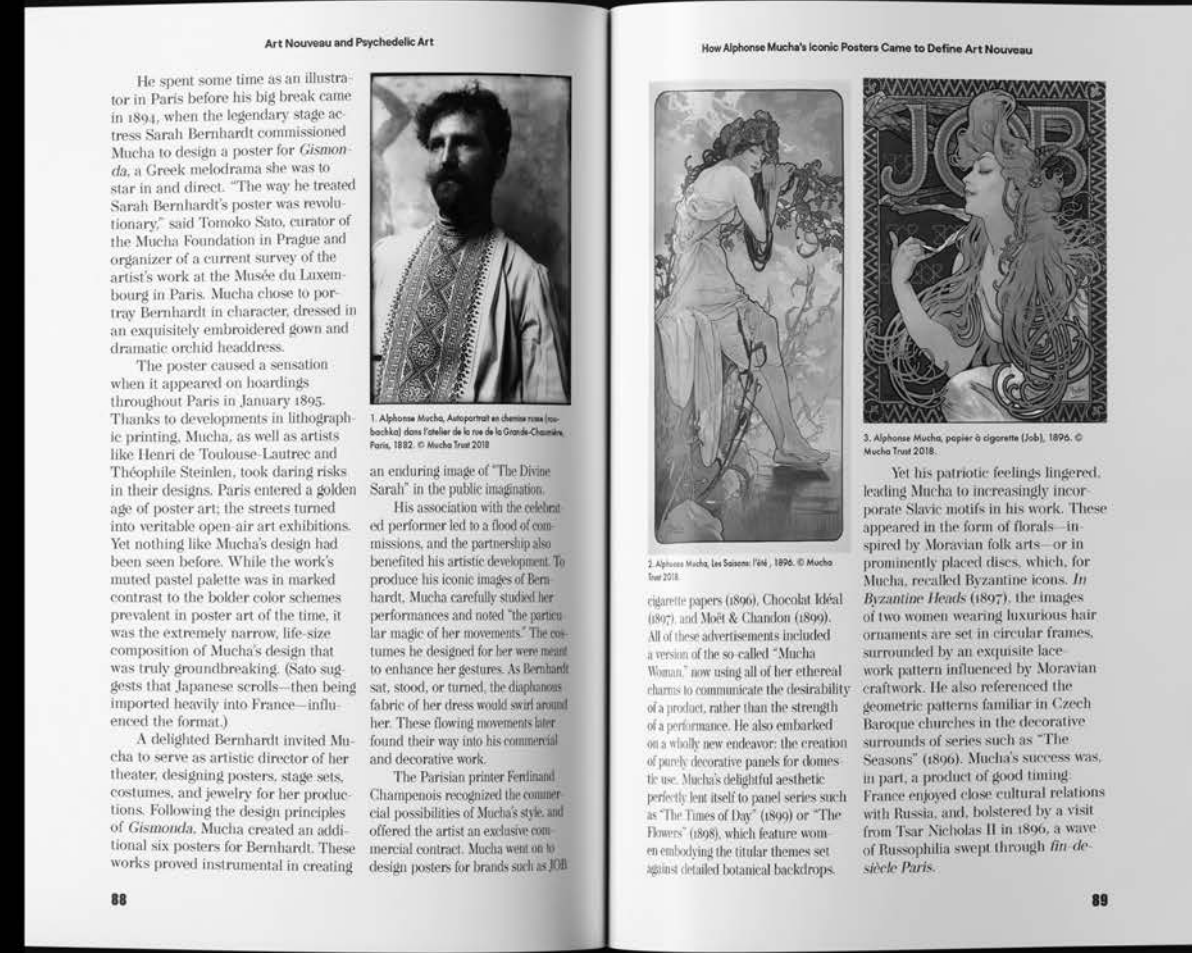 Art Nouveau and Psychedelic Art
He spent some time as an illustra-
tor in Paris before his big break came
in 1894, when the legendary stage ac-
tress Sarah Bernhardt commissioned
Mucha to design a poster for Gismon-
da, a Greek melodrama she was to
star in and direct. “The way he treated
Sarah Bernhardt’s poster was revolu-
tionary,” said Tomoko Sato, curator of
the Mucha Foundation in Prague and
organizer of a current survey of the
artist’s work at the Musée du Luxem-
bourg in Paris. Mucha chose to por-
tray Bernhardt in character, dressed in
an exquisitely embroidered gown and
dramatic orchid headdress.
The poster caused a sensation
when it appeared on hoardings
throughout Paris in January 1895.
Thanks to developments in lithograph-
ic printing, Mucha, as well as artists
like Henri de Toulouse-Lautrec and
Théophile Steinlen, took daring risks
in their designs. Paris entered a golden
age of poster art; the streets turned
into veritable open-air art exhibitions.
Yet nothing like Mucha’s design had
been seen before. While the work’s
muted pastel palette was in marked
contrast to the bolder color schemes
prevalent in poster art of the time, it
was the extremely narrow, life-size
composition of Mucha’s design that
was truly groundbreaking. (Sato sug-
gests that Japanese scrolls—then being
imported heavily into France—influ-
enced the format.)
A delighted Bernhardt invited Mu-
cha to serve as artistic director of her
theater, designing posters, stage sets,
costumes, and jewelry for her produc-
tions. Following the design principles
of Gismonda, Mucha created an addi-
tional six posters for Bernhardt. These
works proved instrumental in creating
1. Alphonse Mucha, Autoportrait en chemise russe (rou-
bachka) dans l’atelier de la rue de la Grande-Chaumière,
Paris, 1882. © Mucha Trust 2018
an enduring image of “The Divine
Sarah” in the public imagination.
His association with the celebrat-
ed performer led to a flood of com-
missions, and the partnership also
benefited his artistic development. To
produce his iconic images of Bern-
hardt, Mucha carefully studied her
performances and noted “the particu-
lar magic of her movements.” The cos-
tumes he designed for her were meant
to enhance her gestures. As Bernhardt
sat, stood, or turned, the diaphanous
fabric of her dress would swirl around
her. These flowing movements later
found their way into his commercial
and decorative work.
The Parisian printer Ferdinand
Champenois recognized the commer-
cial possibilities of Mucha’s style, and
offered the artist an exclusive com-
mercial contract. Mucha went on to
design posters for brands such as JOB
88
How Alphonse Mucha’s Iconic Posters Came to Define Art Nouveau
2. Alphonse Mucha, Les Saisons: l’été , 1896. © Mucha
Trust 2018.
cigarette papers (1896), Chocolat Idéal
(1897), and Moët & Chandon (1899).
All of these advertisements included
a version of the so-called “Mucha
Woman,” now using all of her ethereal
charms to communicate the desirability
of a product, rather than the strength
of a performance. He also embarked
on a wholly new endeavor: the creation
of purely decorative panels for domes-
tic use. Mucha’s delightful aesthetic
perfectly lent itself to panel series such
as “The Times of Day” (1899) or “The
Flowers” (1898), which feature wom-
en embodying the titular themes set
against detailed botanical backdrops.
JOB
3. Alphonse Mucha, papier à cigarette (Job), 1896. ©
Mucha Trust 2018.
Yet his patriotic feelings lingered,
leading Mucha to increasingly incor-
porate Slavic motifs in his work. These
appeared in the form of florals—in-
spired by Moravian folk arts—or in
prominently placed discs, which, for
Mucha, recalled Byzantine icons. In
Byzantine Heads (1897), the images
of two women wearing luxurious hair
ornaments are set in circular frames,
surrounded by an exquisite lace-
work pattern influenced by Moravian
craftwork. He also referenced the
geometric patterns familiar in Czech
Baroque churches in the decorative
surrounds of series such as “The
Seasons” (1896). Mucha’s success was,
in part, a product of good timing:
France enjoyed close cultural relations
with Russia, and, bolstered by a visit
from Tsar Nicholas II in 1896, a wave
of Russophilia swept through fin-de-
siècle Paris.
89